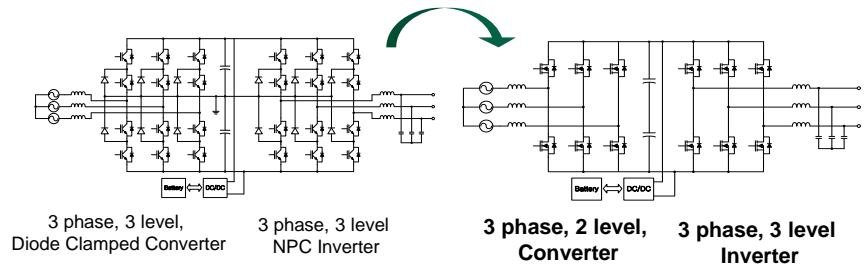 Battery
DC/DC
Battery
DC/DC
3 phase, 3 level,
Diode Clamped Converter
3 phase, 3 level
NPC Inverter
3 phase, 2 level,
Converter
3 phase, 3 level
Inverter